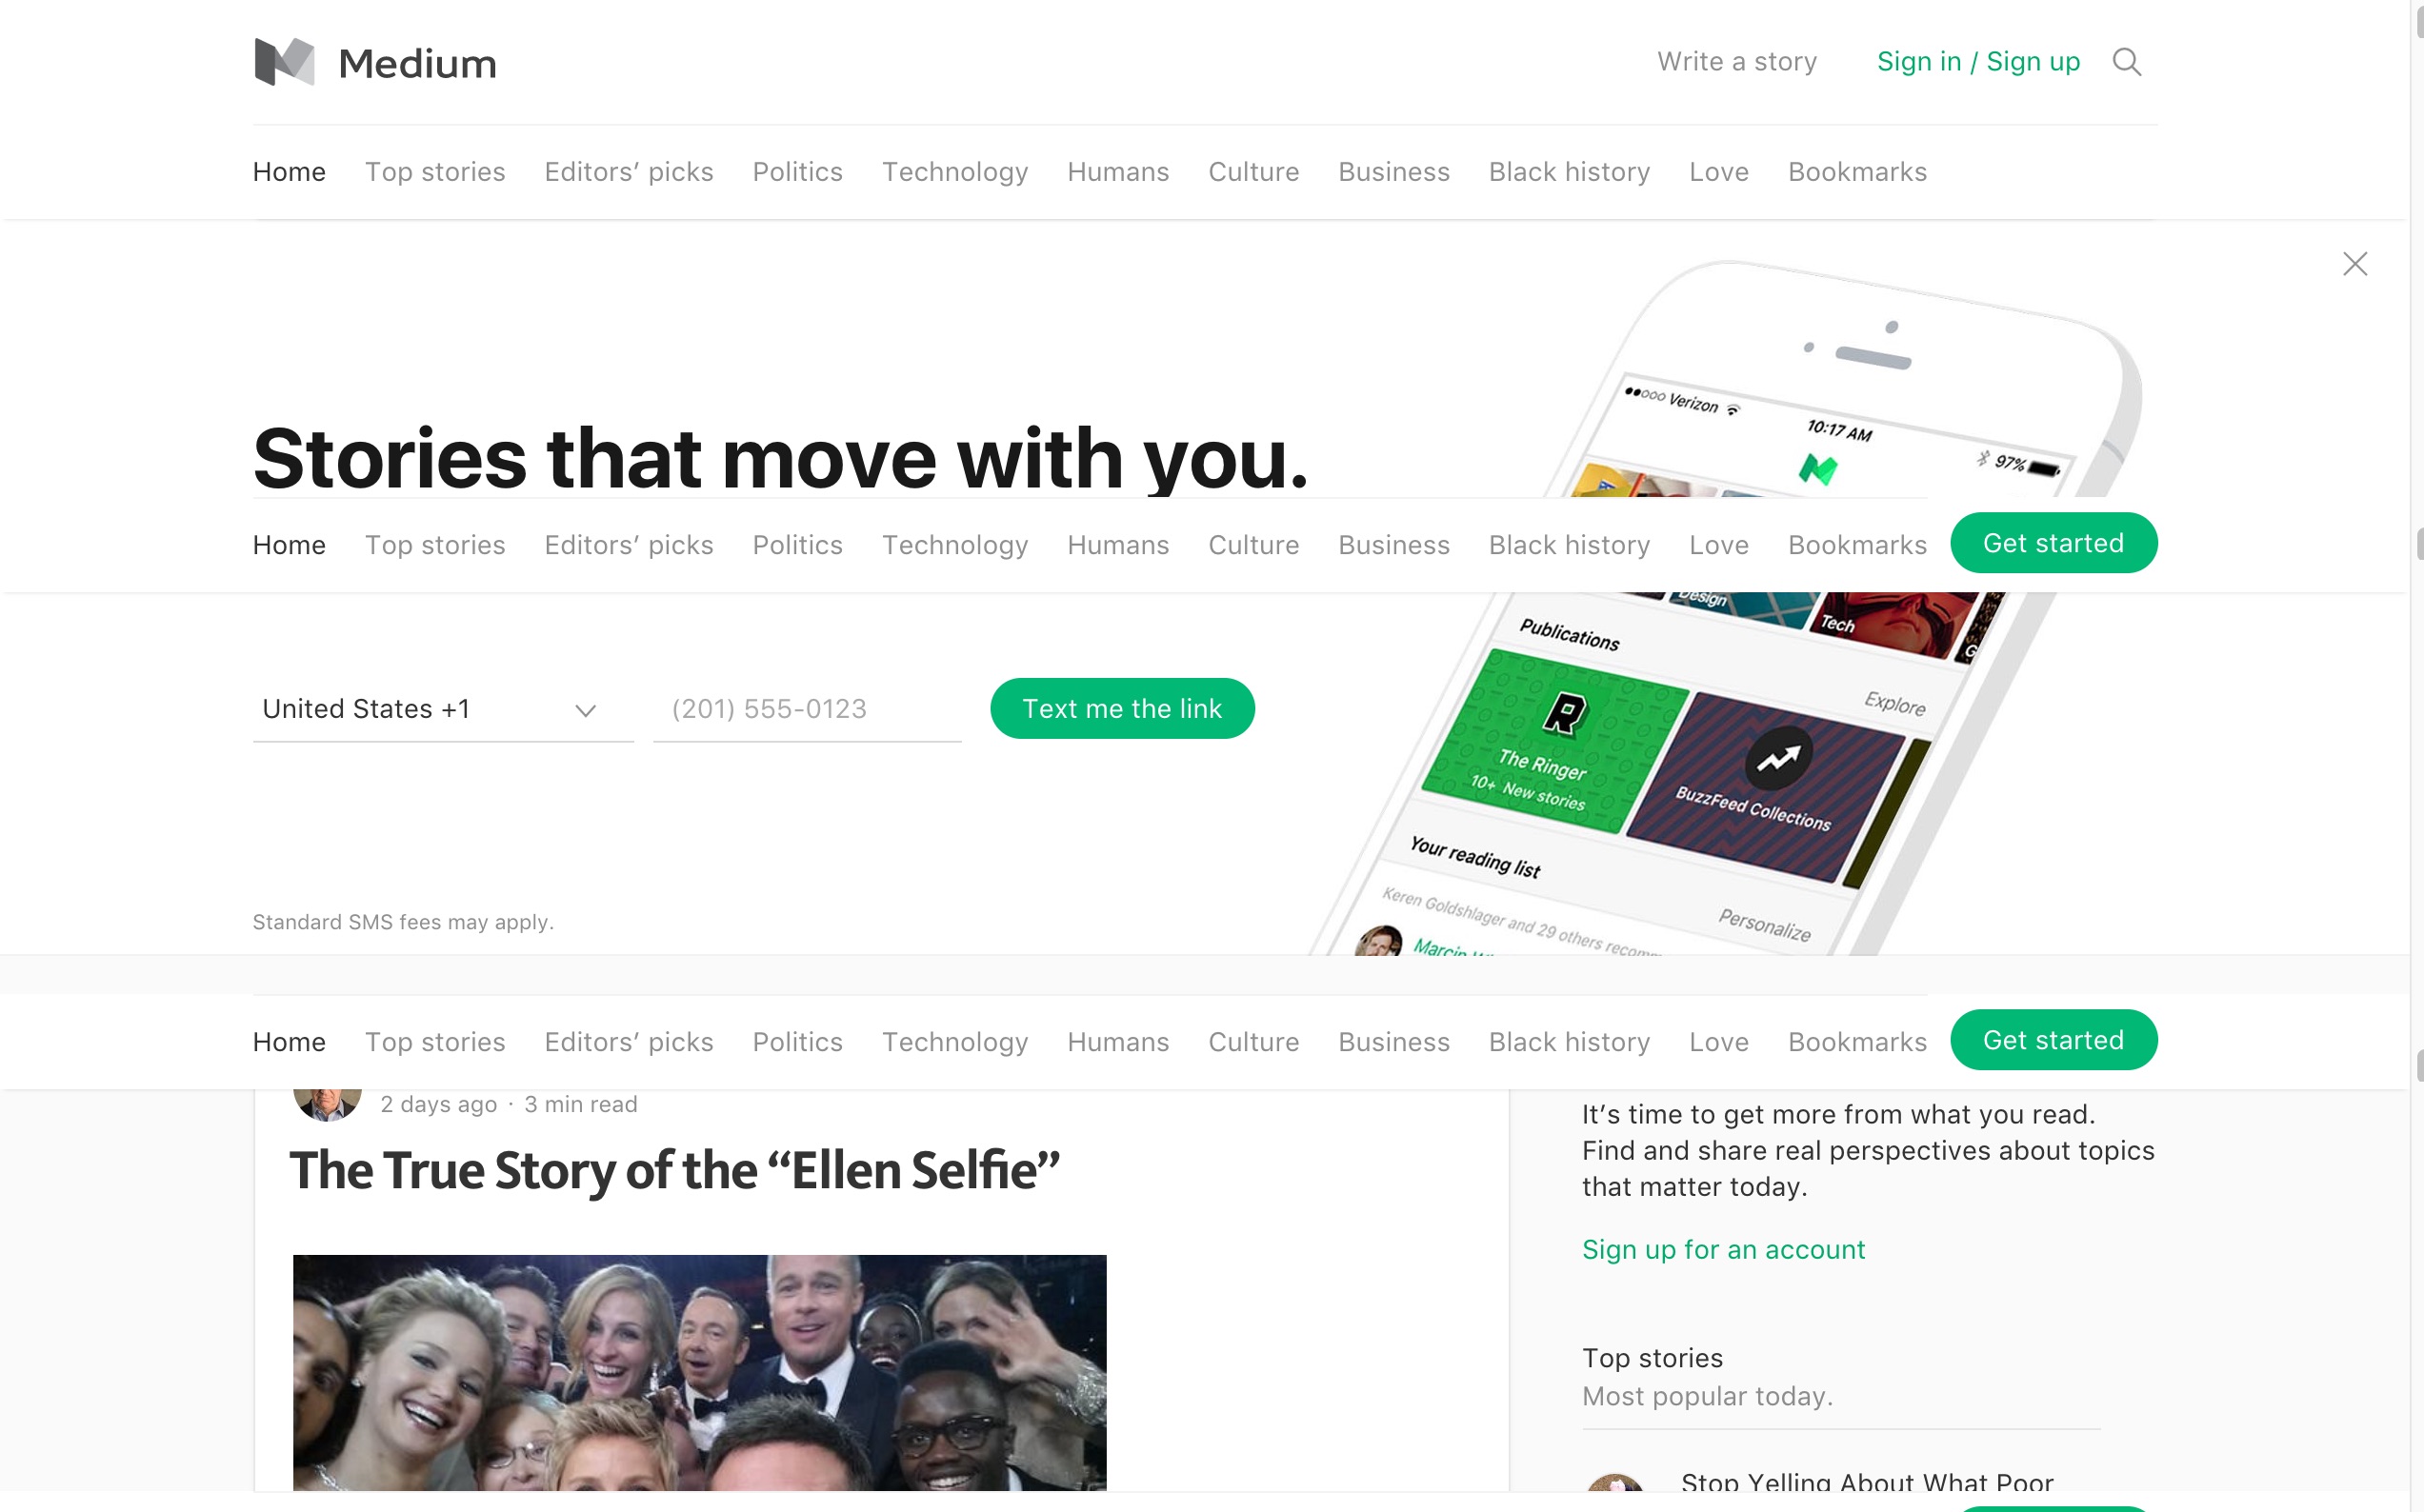 Medium
Write a story
Sign in / Sign up
Home Top stories Editors’ picks Politics Technology Humans Culture Business Black history Love Bookmarks
Stories that move with you.
●●○○○ Verizon
10:17 AM
97%
Home Top stories Editors’ picks Politics Technology Humans Culture Business Black history Love Bookmarks
Get started
Design
Tech
Publications
Explore
The Ringer
10+ New stories
BuzzFeed Collections
United States +1
(201) 555-0123
Text me the link
Your reading list
Personalize
Keren Goldshlager and 29 others
Standard SMS fees may apply.
Home Top stories Editors’ picks Politics Technology Humans Culture Business Black history Love Bookmarks
Get started
2 days ago · 3 min read
The True Story of the “Ellen Selfie”
It’s time to get more from what you read.
Find and share real perspectives about topics
that matter today.
Sign up for an account
Top stories
Most popular today.
Stop Yelling About What Poor